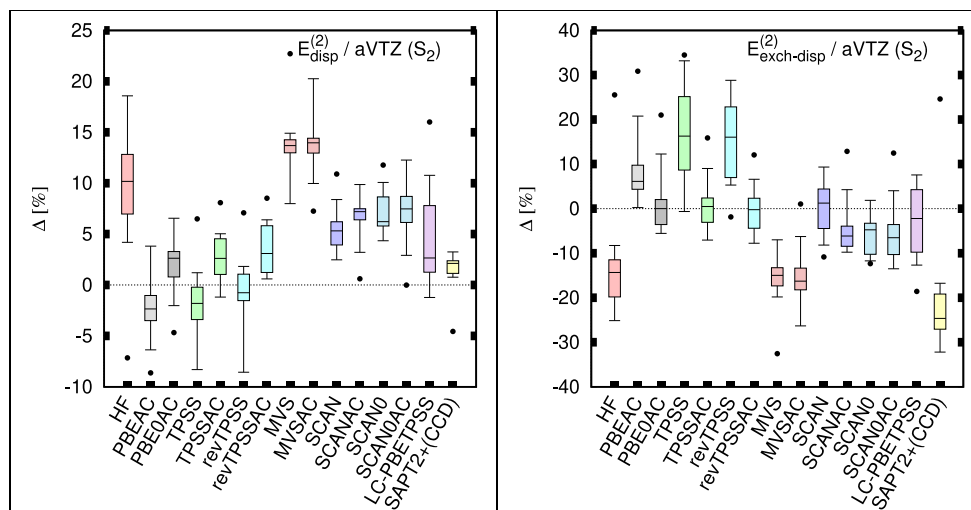 E(2)disp / aVTZ (S2)
Δ [%]
25
20
15
10
5
0
-5
-10
HF
PBEAC
PBE0AC
TPSS
TPSSAC
revTPSS
revTPSSAC
MVS
MVSAC
SCAN
SCANAC
SCAN0
SCAN0AC
LC-PBETPSS
SAPT2+(CCD)
E(2)exch-disp / aVTZ (S2)
Δ [%]
40
30
20
10
0
-10
-20
-30
-40
HF
PBEAC
PBE0AC
TPSS
TPSSAC
revTPSS
revTPSSAC
MVS
MVSAC
SCAN
SCANAC
SCAN0
SCAN0AC
LC-PBETPSS
SAPT2+(CCD)